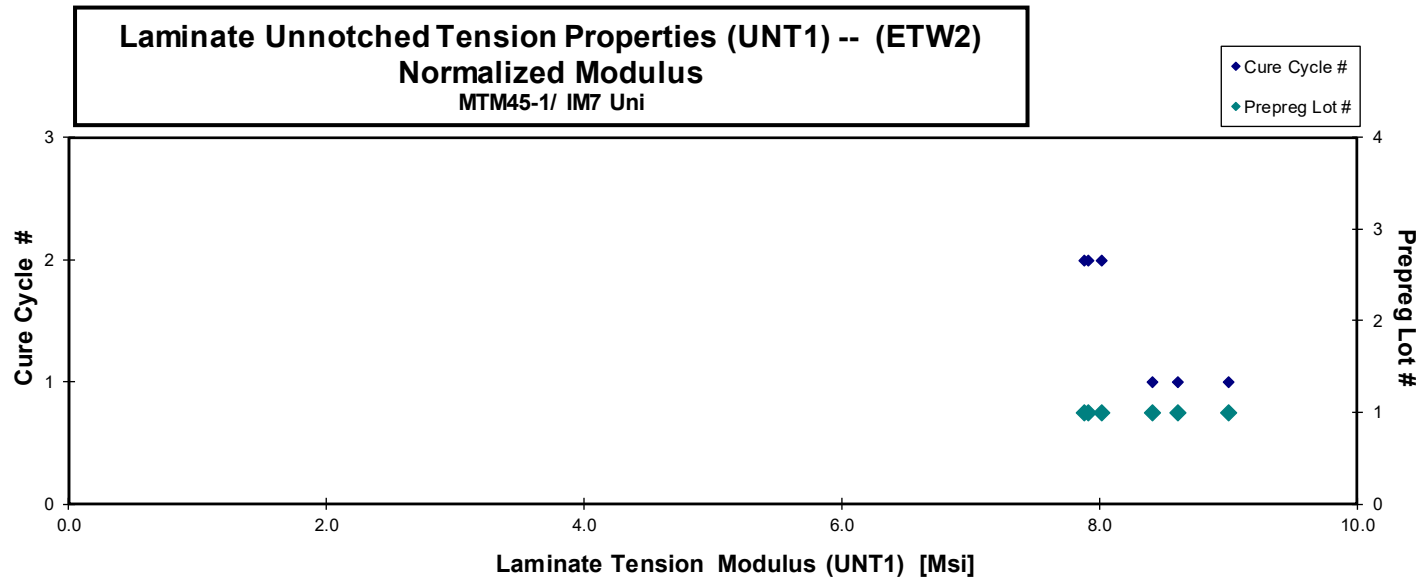 Laminate Unnotched Tension Properties (UNT1) -- (ETW2)
Normalized Modulus
MTM45-1/ IM7 Uni
Cure Cycle #
Prepreg Lot #
3
2
1
0
Cure Cycle #
4
3
2
1
0
Prepreg Lot #
0.0 2.0 4.0 6.0 8.0 10.0
Laminate Tension Modulus (UNT1) [Msi]